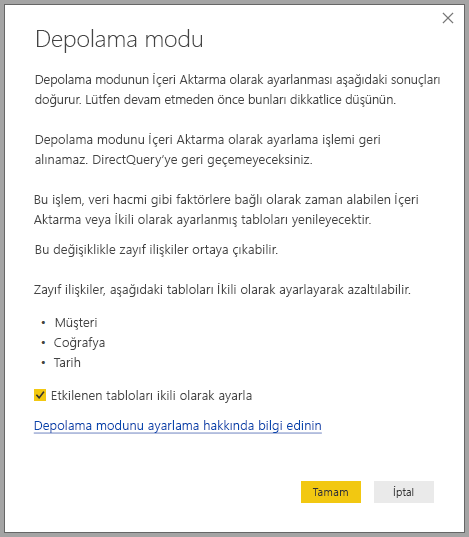 Depolama modu
Depolama modunun İçeri Aktarma olarak ayarlanması aşağıdaki sonuçları
doğurur. Lütfen devam etmeden önce bunları dikkatlice düşünün.
Depolama modunu İçeri Aktarma olarak ayarlama işlemi geri
alınamaz. DirectQuery'ye geri geçemeyeceksiniz.
Bu işlem, veri hacmi gibi faktörlere bağlı olarak zaman alabilen İçeri
Aktarma veya İkili olarak ayarlanmış tabloları yenileyecektir.
Bu değişiklikle zayıf ilişkiler ortaya çıkabilir.
Zayıf ilişkiler, aşağıdaki tabloları İkili olarak ayarlayarak azaltılabilir.
• Müşteri
• Coğrafya
• Tarih
Etkilenen tabloları ikili olarak ayarla
Depolama modunu ayarlama hakkında bilgi edinin
Tamam
İptal